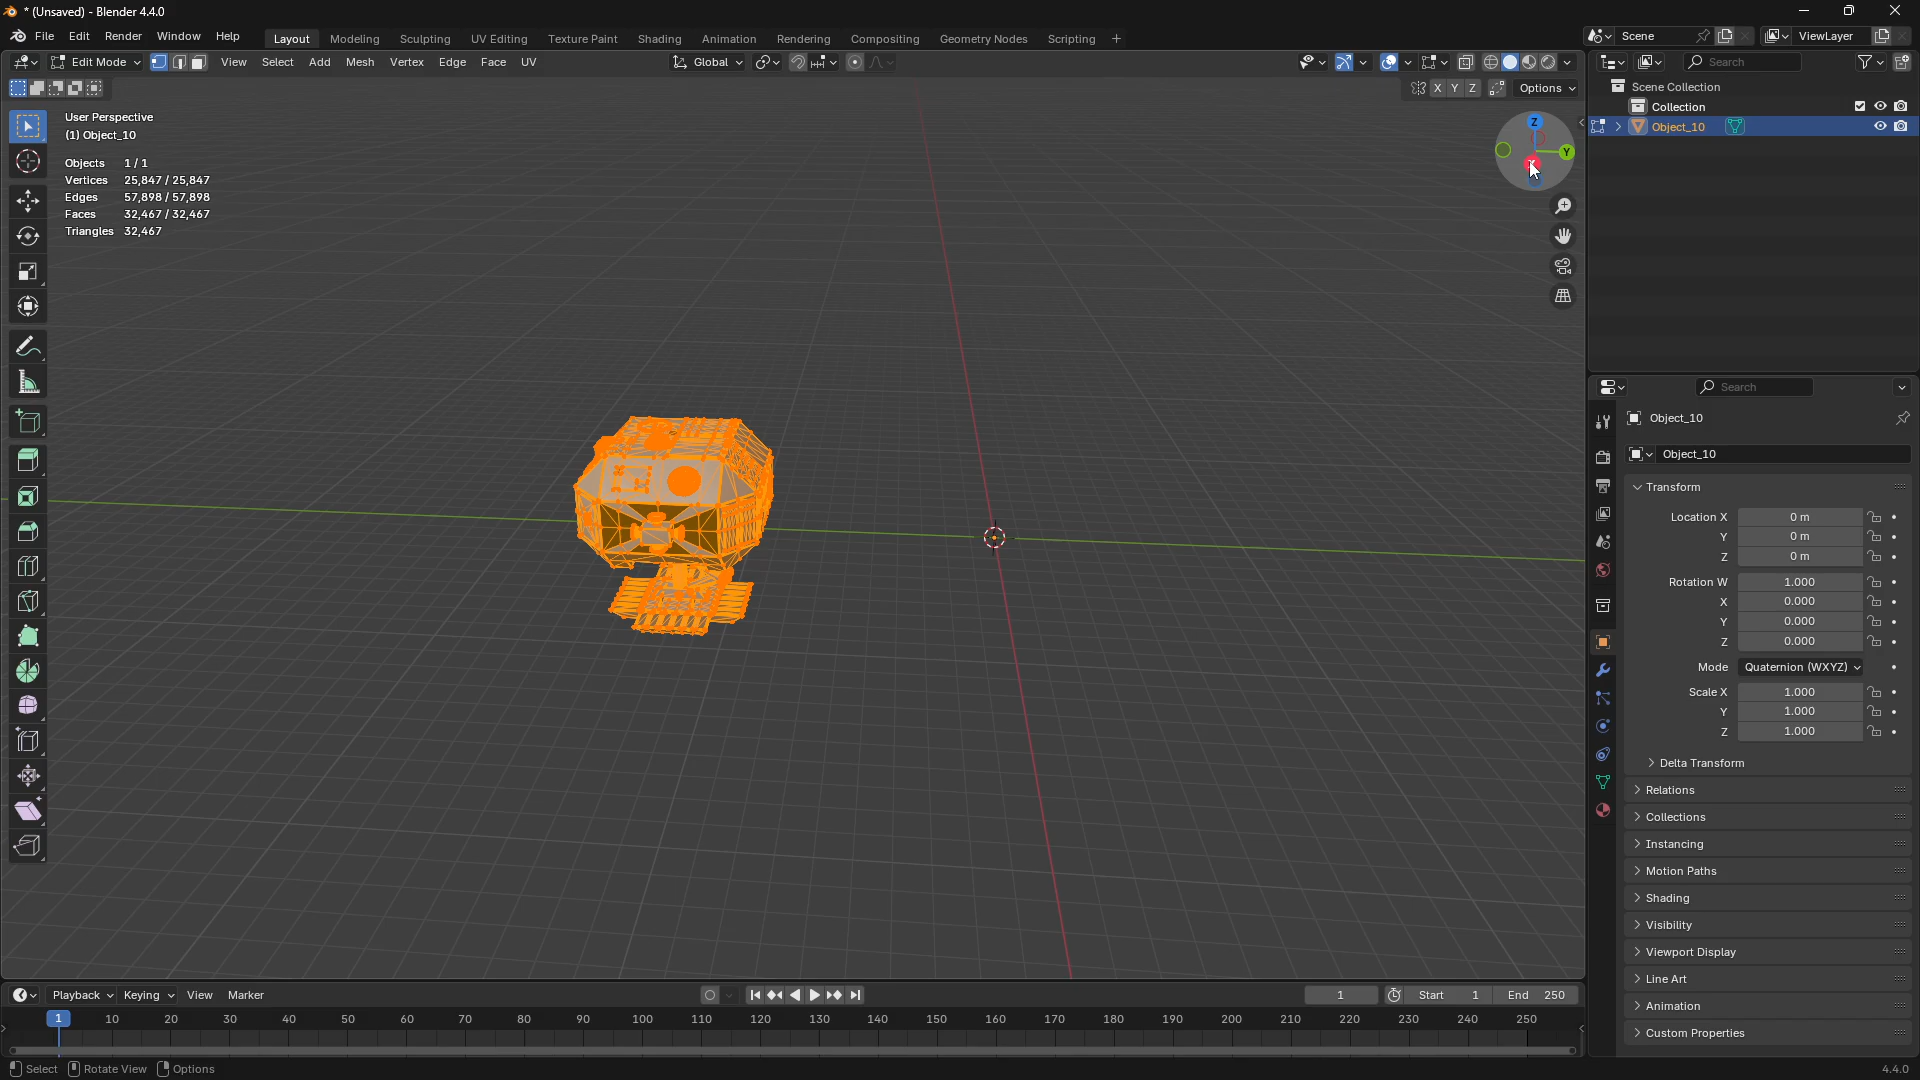 * (Unsaved) - Blender 4.4.0
File Edit Render Window Help Layout Modeling Sculpting UV Editing Texture Paint Shading Animation Rendering Compositing Geometry Nodes Scripting + Scene ViewLayer
Edit Mode View Select Add Mesh Vertex Edge Face UV Global Search
X Y Z Options
Scene Collection
Collection
Object_10
User Perspective
(1) Object_10
Objects 1 / 1
Vertices 25,847 / 25,847
Edges 57,898 / 57,898
Faces 32,467 / 32,467
Triangles 32,467
Z
Y
Search
Object_10
Object_10
Transform
Location X 0 m
Y 0 m
Z 0 m
Rotation W 1.000
X 0.000
Y 0.000
Z 0.000
Mode Quaternion (WXYZ)
Scale X 1.000
Y 1.000
Z 1.000
Delta Transform
Relations
Collections
Instancing
Motion Paths
Shading
Visibility
Viewport Display
Line Art
Animation
Custom Properties
Playback Keying View Marker 1 Start 1 End 250
1 10 20 30 40 50 60 70 80 90 100 110 120 130 140 150 160 170 180 190 200 210 220 230 240 250
Select Rotate View Options 4.4.0